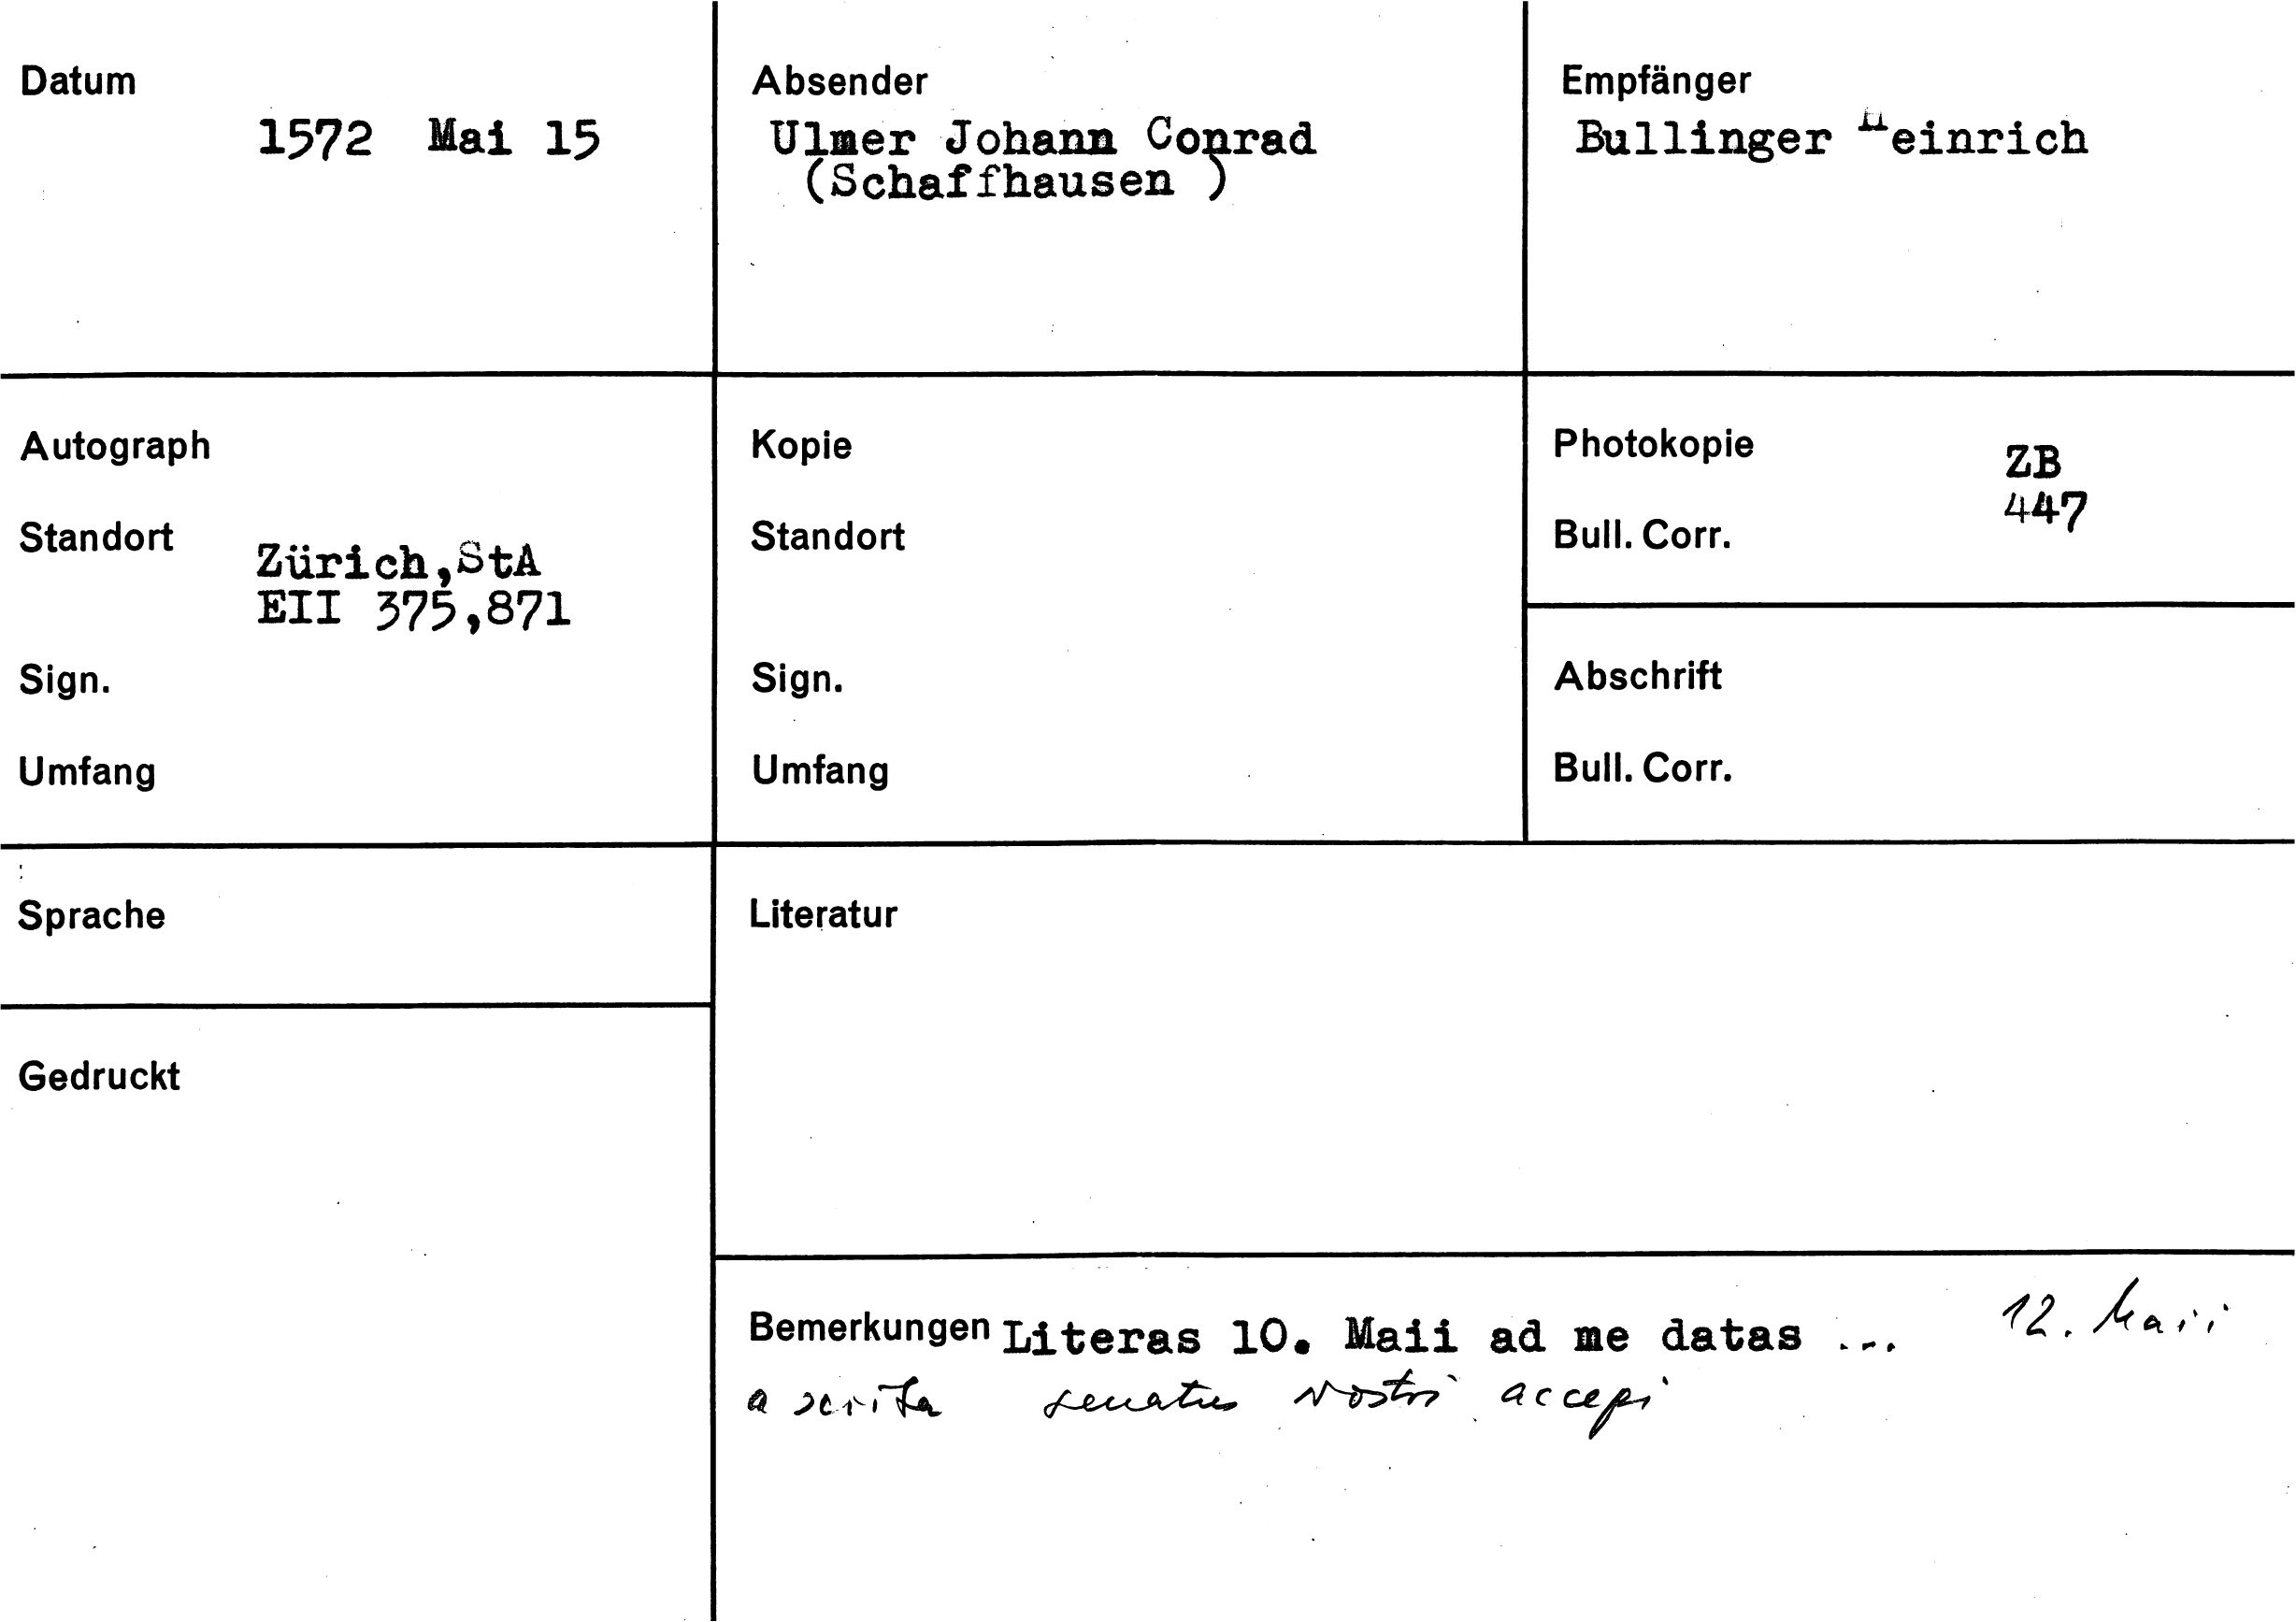 Datum
1572 Mai 15
Absender
Ulmer Johann Conrad
(Schaffhausen )
Empfänger
Bullinger Heinrich
Autograph
Standort
Zürich,StA
EII 375,871
Sign.
Umfang
Kopie
Standort
Sign.
Umfang
Photokopie
ZB
447
Bull. Corr.
Abschrift
Bull. Corr.
Sprache
Gedruckt
Literatur
Bemerkungen Literas 10. Maii ad me datas ... 12. Maii
a senatus nostri accepi